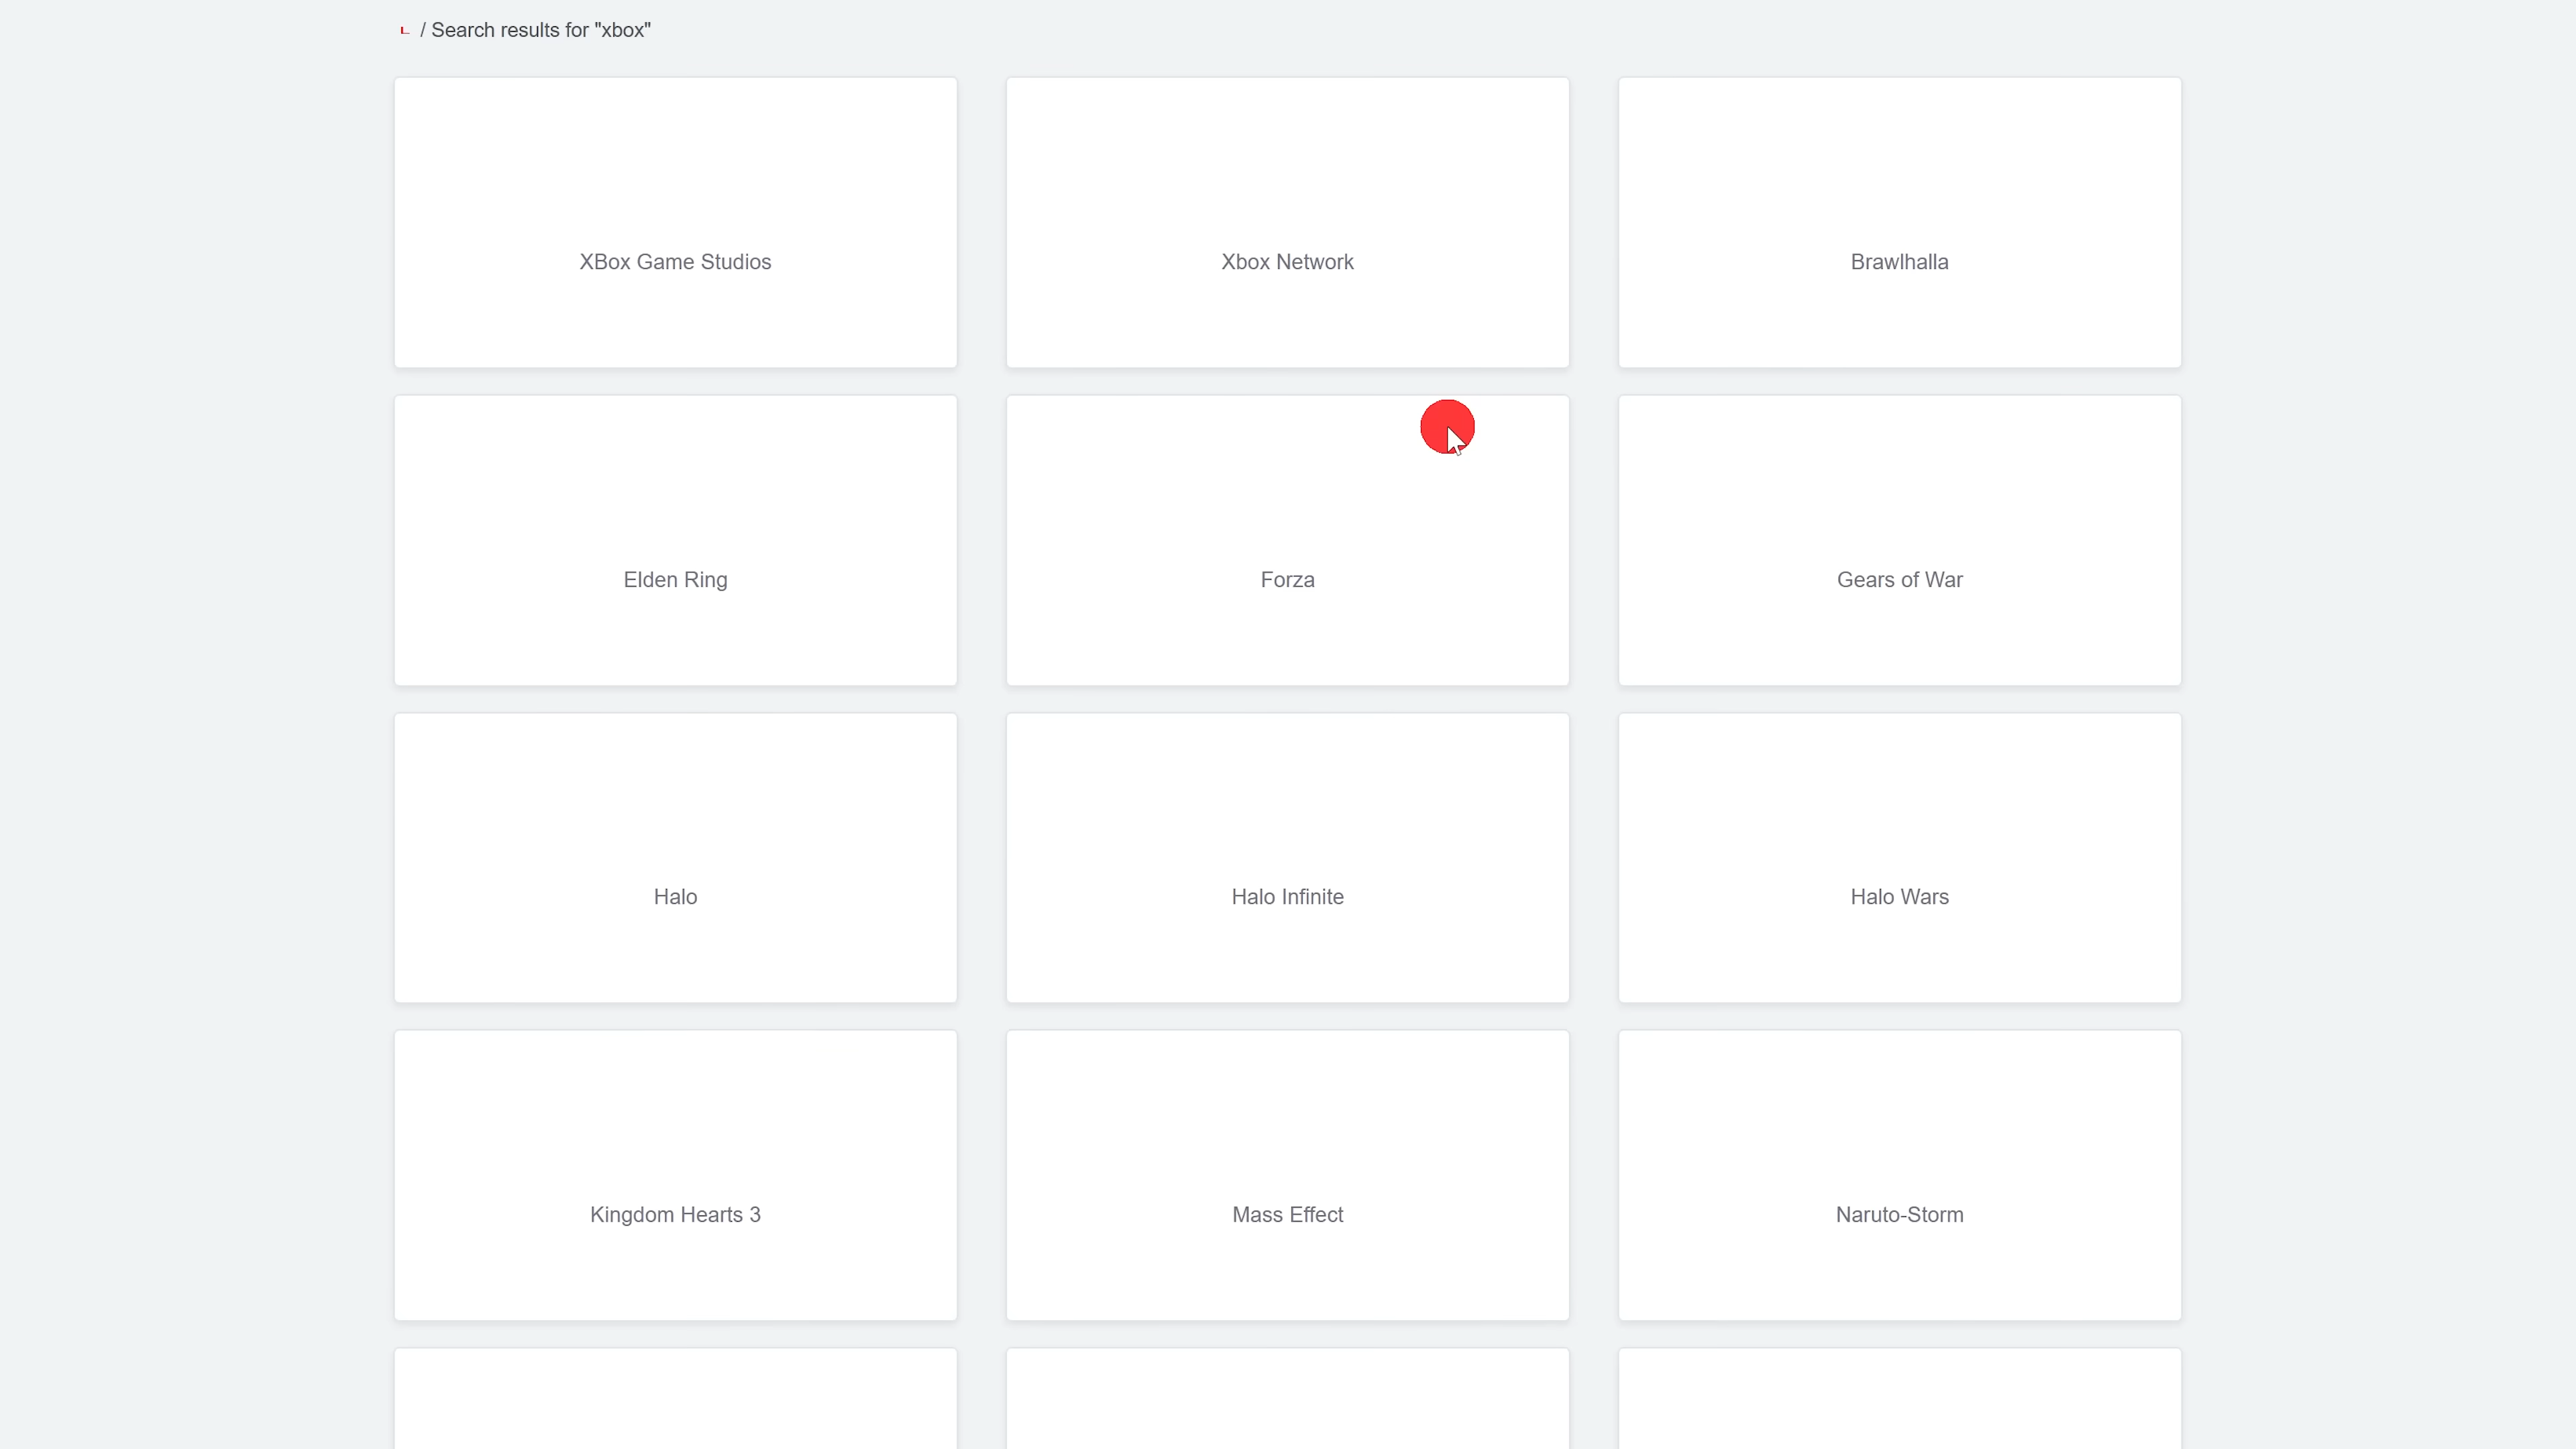 / Search results for "xbox"
XBox Game Studios
Xbox Network
Brawlhalla
Elden Ring
Forza
Gears of War
Halo
Halo Infinite
Halo Wars
Kingdom Hearts 3
Mass Effect
Naruto-Storm